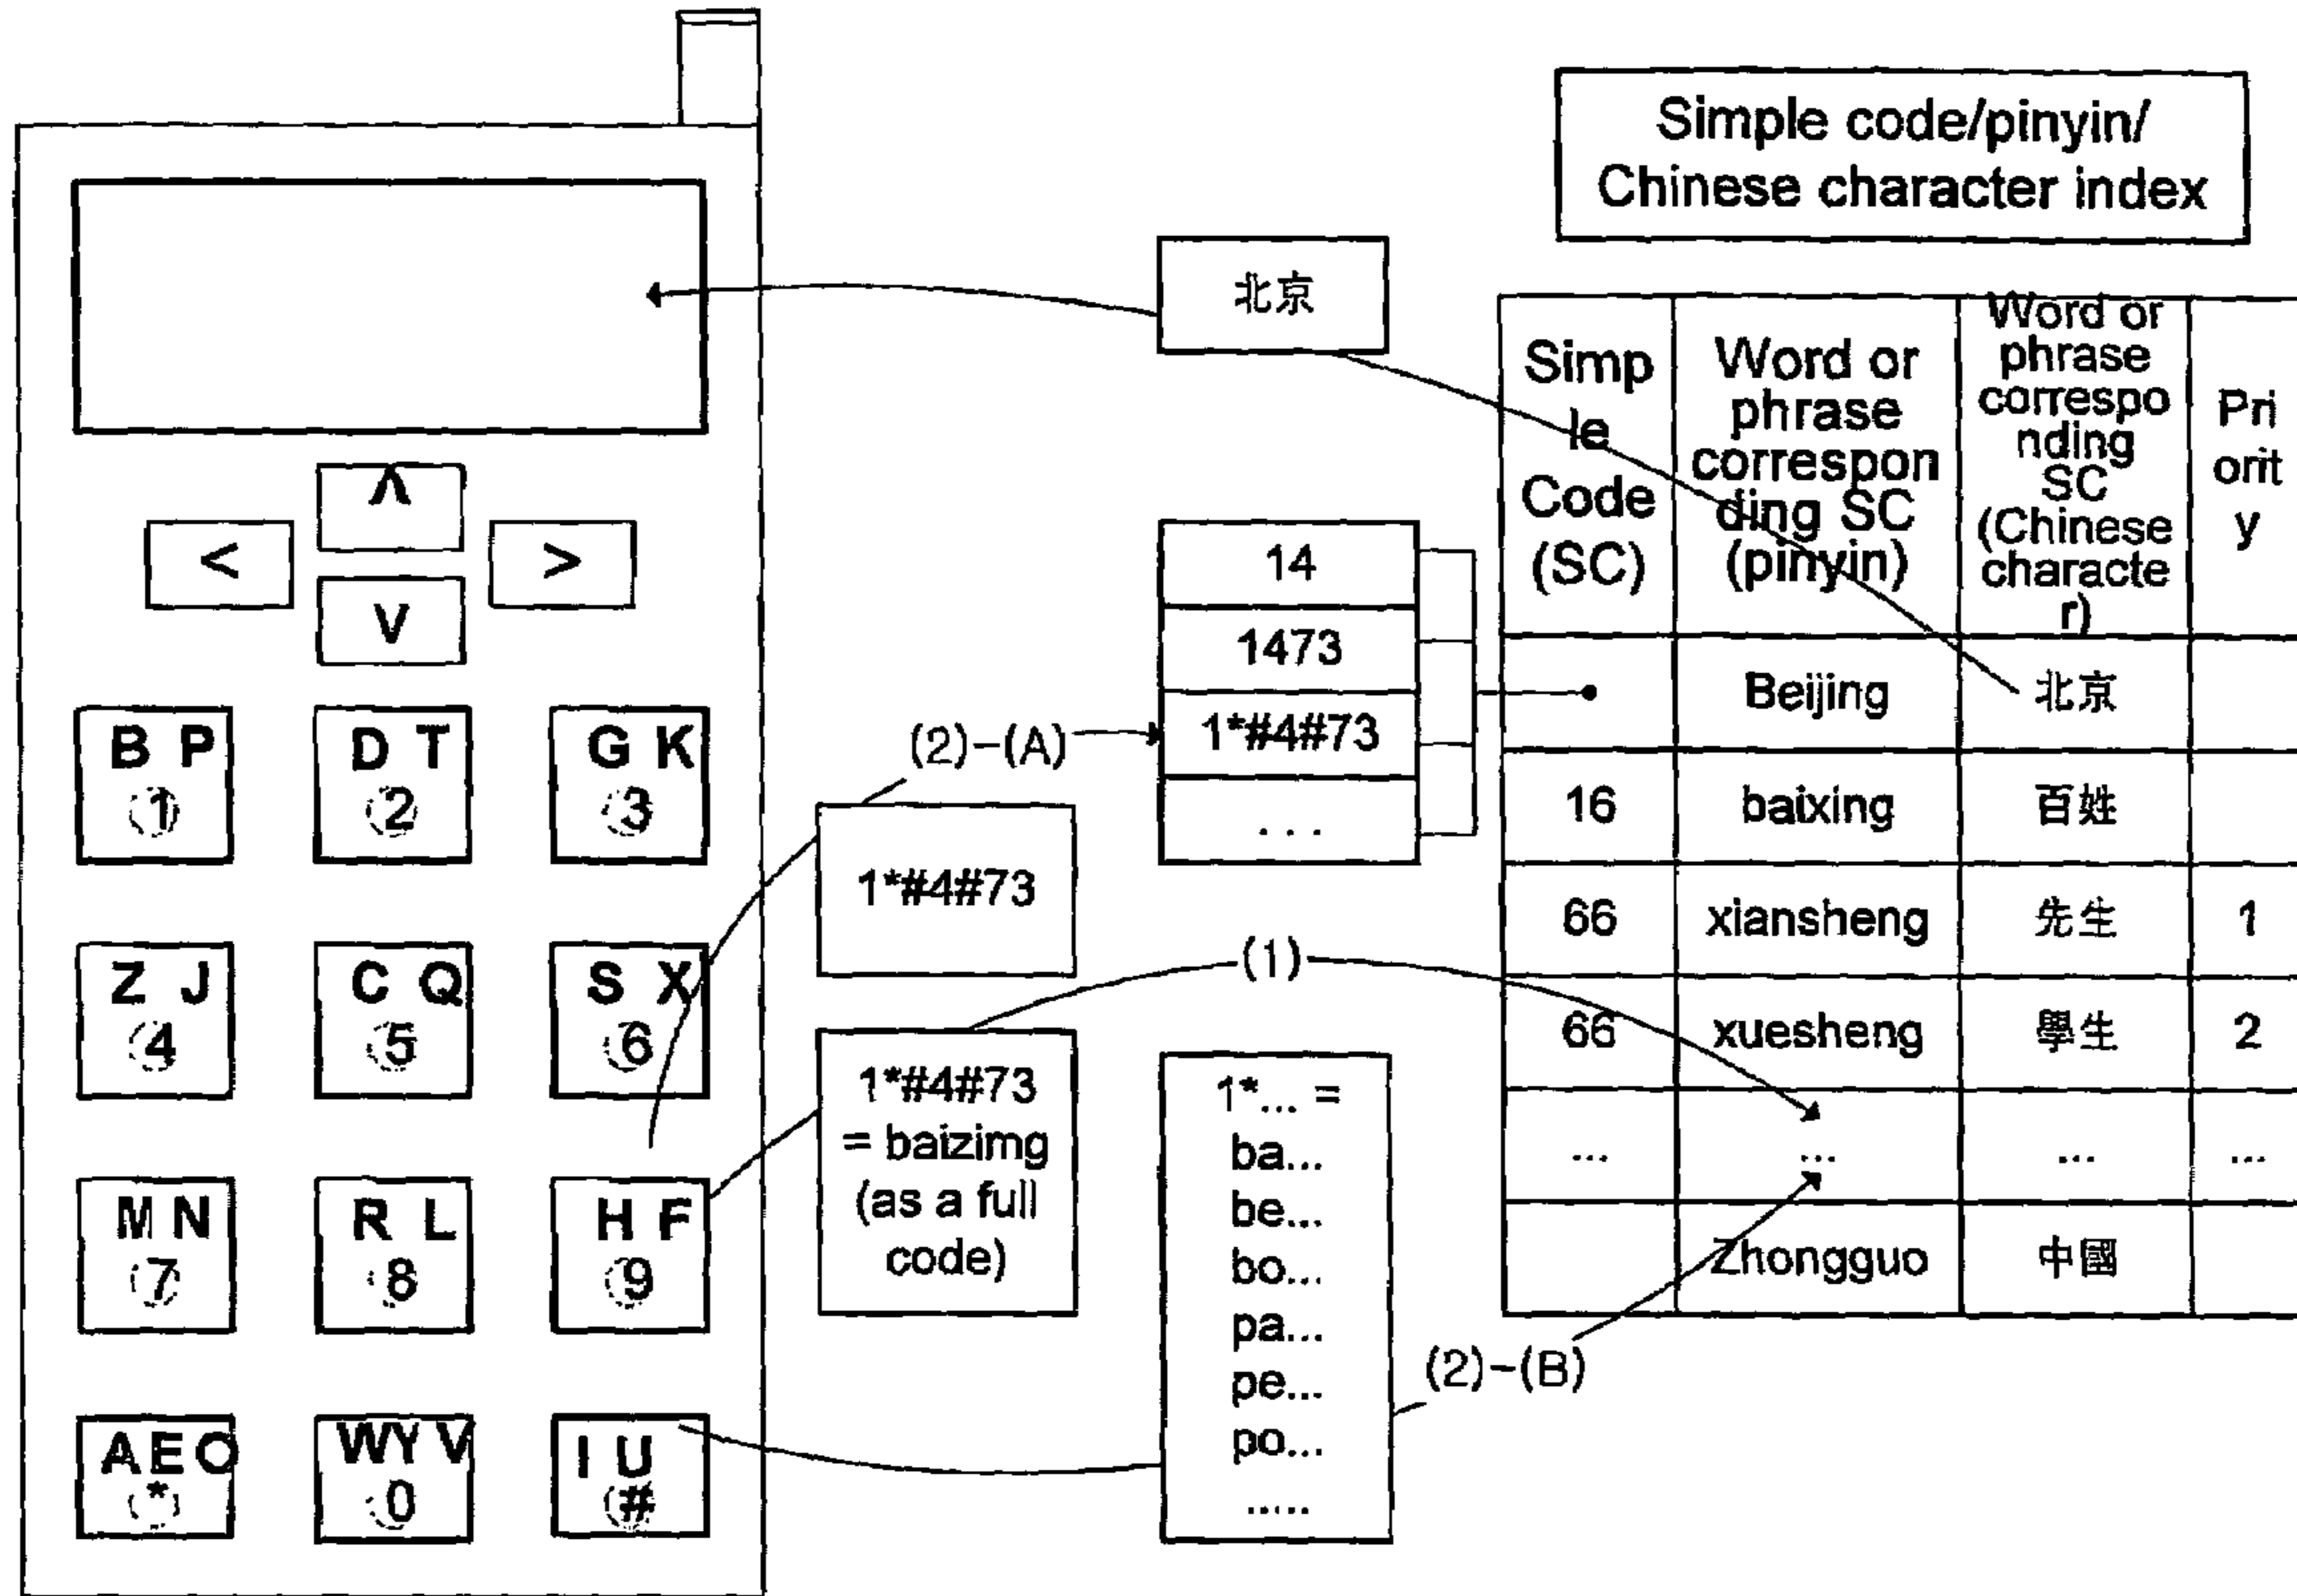 Simple code/pinyin/
Chinese character index
北京
Simp
le
Code
(SC)
Word or
phrase
correspon
ding SC
(pinyin)
Word or
phrase
correspo
nding
SC
(Chinese
characte
r)
Pri
orit
y
Beijing
北京
16
baixing
百姓
66
xiansheng
先生
1
66
xuesheng
學生
2
...
...
...
...
Zhongguo
中國
14
1473
1*#4#73
...
(2)-(A)
1*#4#73
(1)
1*#4#73
= baizimg
(as a full
code)
1*... =
ba...
be...
bo...
pa...
pe...
po...
.....
(2)-(B)
Λ
<
>
V
B P
1
D T
2
G K
3
Z J
4
C Q
5
S X
6
M N
7
R L
8
H F
9
A E O
*
W Y V
0
I U
#